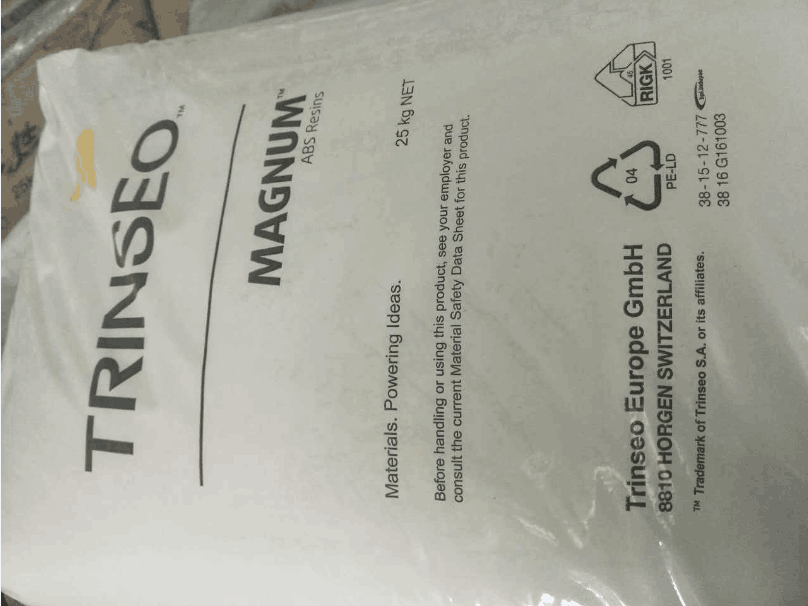 TRINSEO™
MAGNUM™
ABS Resins
Materials. Powering Ideas.
25 kg NET
Before handling or using this product, see your employer and
consult the current Material Safety Data Sheet for this product.
Trinseo Europe GmbH
8810 HORGEN SWITZERLAND
™ Trademark of Trinseo S.A. or its affiliates.
04
PE-LD
46
RIGK
1001
38-15-12-777
38 16 G161003